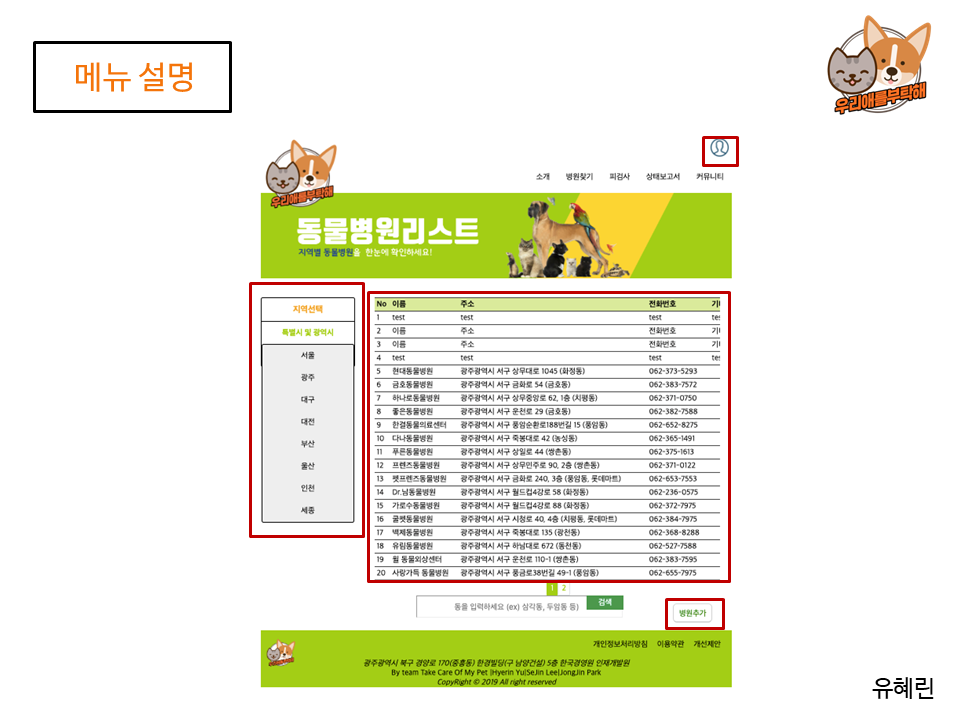 메뉴 설명
우리애를부탁해
우리애를부탁해
소개 병원찾기 피검사 상태보고서 커뮤니티
동물병원리스트
지역별 동물병원을 한눈에 확인하세요!
지역선택
특별시 및 광역시
서울
광주
대구
대전
부산
울산
인천
세종
No 이름 주소 전화번호 기
1 test test test tes
2 이름 주소 전화번호 기
3 이름 주소 전화번호 기
4 test test test tes
5 현대동물병원 광주광역시 서구 상무대로 1045 (화정동) 062-373-5293
6 금호동물병원 광주광역시 서구 금화로 54 (금호동) 062-383-7572
7 하나로동물병원 광주광역시 서구 상무중앙로 62, 1층 (치평동) 062-371-0750
8 좋은동물병원 광주광역시 서구 운천로 29 (금호동) 062-382-7588
9 한결동물의료센터 광주광역시 서구 풍암순환로188번길 15 (풍암동) 062-652-8275
10 다나동물병원 광주광역시 서구 죽봉대로 42 (농성동) 062-365-1491
11 푸른동물병원 광주광역시 서구 상일로 44 (쌍촌동) 062-375-1613
12 프렌즈동물병원 광주광역시 서구 상무민주로 90, 2층 (쌍촌동) 062-371-0122
13 펫프렌즈동물병원 광주광역시 서구 금화로 240, 3층 (풍암동, 롯데마트) 062-653-7553
14 Dr.남동물병원 광주광역시 서구 월드컵4강로 58 (화정동) 062-236-0575
15 가로수동물병원 광주광역시 서구 월드컵4강로 88 (화정동) 062-372-7975
16 쿨펫동물병원 광주광역시 서구 시청로 40, 4층 (치평동, 롯데마트) 062-384-7975
17 백제동물병원 광주광역시 서구 죽봉대로 135 (광천동) 062-368-8288
18 유림동물병원 광주광역시 서구 하남대로 672 (동천동) 062-527-7588
19 윌 동물외상센터 광주광역시 서구 운천로 110-1 (쌍촌동) 062-383-7595
20 사랑가득 동물병원 광주광역시 서구 풍금로38번길 49-1 (풍암동) 062-655-7975
1 2
동을 입력하세요 (ex) 삼각동, 두암동 등) 검색
병원추가
개인정보처리방침 이용약관 개선제안
광주광역시 북구 경양로 170(중흥동) 한경빌딩(구 남양건설) 5층 한국경영원 인재개발원
By team Take Care Of My Pet |Hyerin Yu|SeJin Lee|JongJin Park
CopyRight © 2019 All right reserved
유혜린